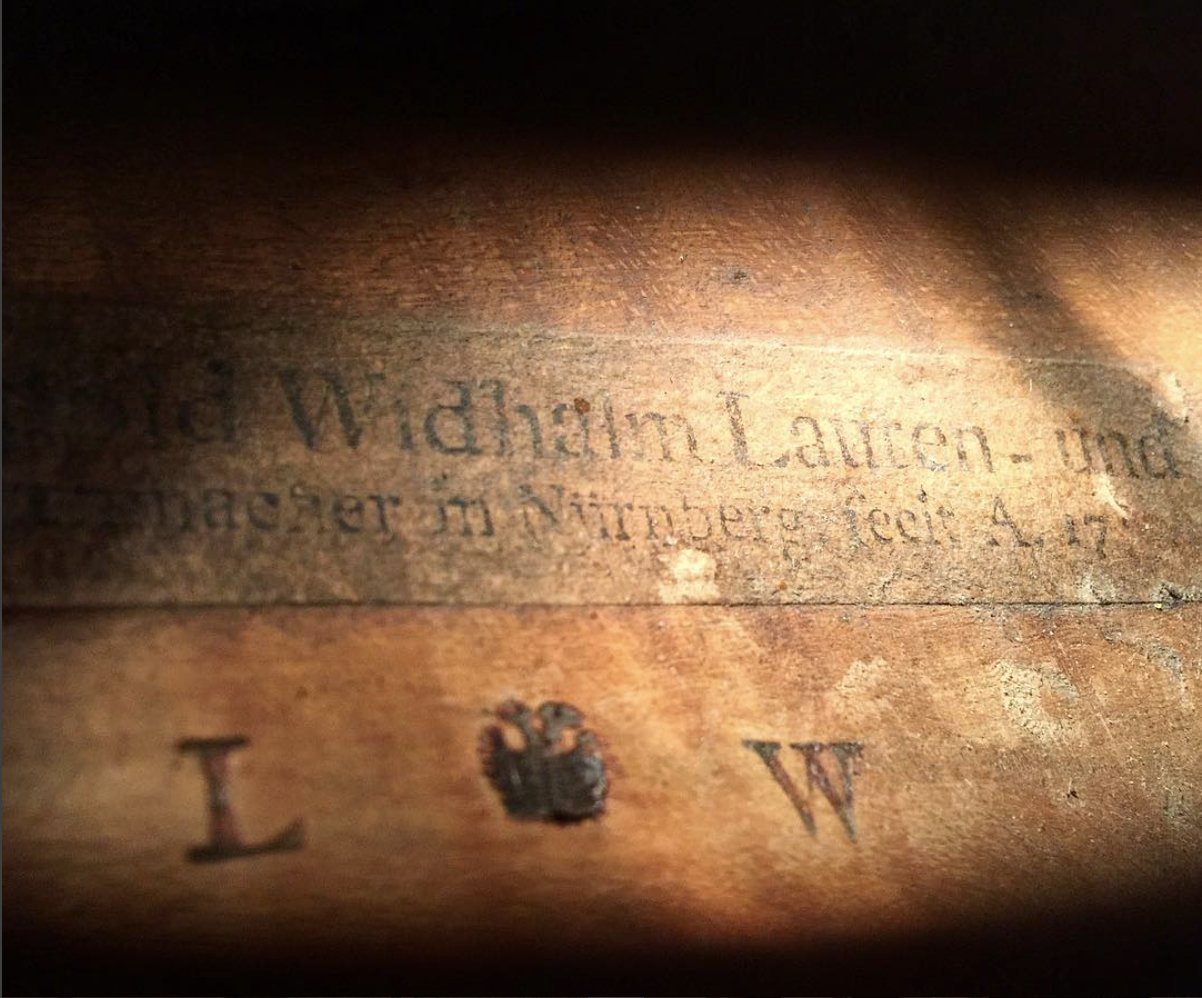 Widhalm Lauten- und
macher in Nürnberg fecit A. 17
L W